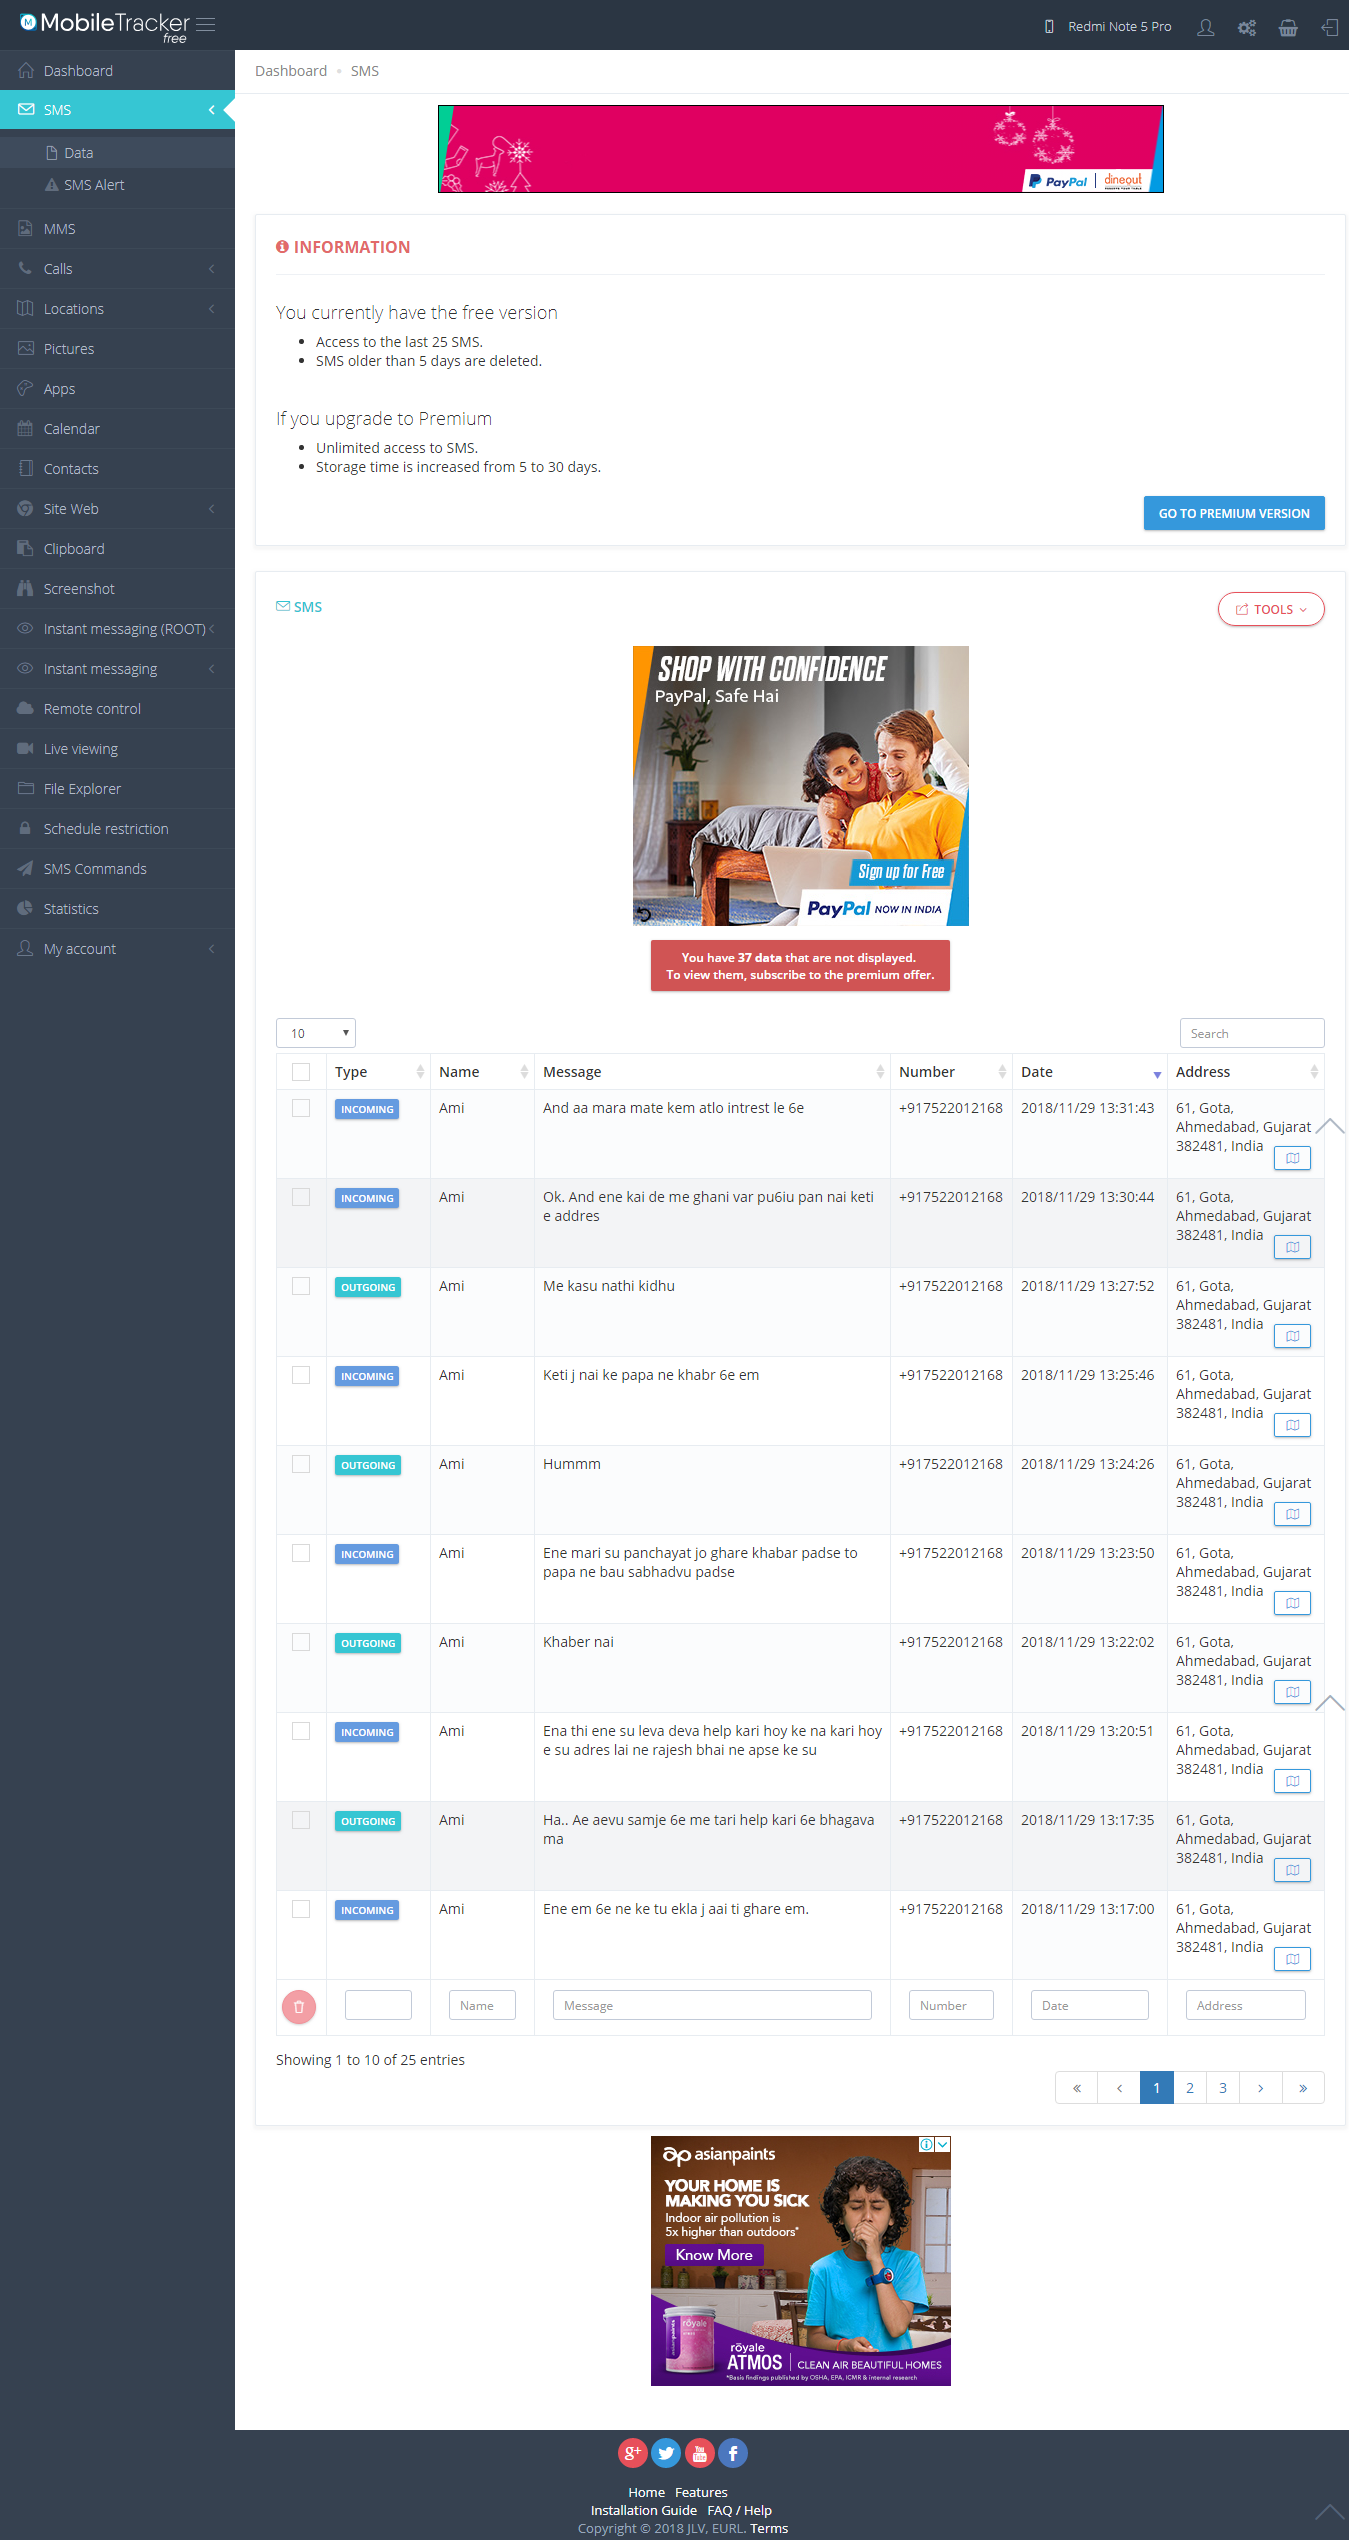 MobileTracker
free
Redmi Note 5 Pro
Dashboard
SMS
Data
SMS Alert
MMS
Calls
Locations
Pictures
Apps
Calendar
Contacts
Site Web
Clipboard
Screenshot
Instant messaging (ROOT)
Instant messaging
Remote control
Live viewing
File Explorer
Schedule restriction
SMS Commands
Statistics
My account
Dashboard • SMS
PayPal | dineout
INFORMATION
You currently have the free version
• Access to the last 25 SMS.
• SMS older than 5 days are deleted.
If you upgrade to Premium
• Unlimited access to SMS.
• Storage time is increased from 5 to 30 days.
GO TO PREMIUM VERSION
SMS
TOOLS
SHOP WITH CONFIDENCE
PayPal, Safe Hai
Sign up for Free
PayPal NOW IN INDIA
You have 37 data that are not displayed.
To view them, subscribe to the premium offer.
10
Search
Type Name Message Number Date Address
INCOMING Ami And aa mara mate kem atlo intrest le 6e +917522012168 2018/11/29 13:31:43 61, Gota,
Ahmedabad, Gujarat
382481, India
INCOMING Ami Ok. And ene kai de me ghani var pu6iu pan nai keti +917522012168 2018/11/29 13:30:44 61, Gota,
e addres Ahmedabad, Gujarat
382481, India
OUTGOING Ami Me kasu nathi kidhu +917522012168 2018/11/29 13:27:52 61, Gota,
Ahmedabad, Gujarat
382481, India
INCOMING Ami Keti j nai ke papa ne khabr 6e em +917522012168 2018/11/29 13:25:46 61, Gota,
Ahmedabad, Gujarat
382481, India
OUTGOING Ami Hummm +917522012168 2018/11/29 13:24:26 61, Gota,
Ahmedabad, Gujarat
382481, India
INCOMING Ami Ene mari su panchayat jo ghare khabar padse to +917522012168 2018/11/29 13:23:50 61, Gota,
papa ne bau sabhadvu padse Ahmedabad, Gujarat
382481, India
OUTGOING Ami Khaber nai +917522012168 2018/11/29 13:22:02 61, Gota,
Ahmedabad, Gujarat
382481, India
INCOMING Ami Ena thi ene su leva deva help kari hoy ke na kari hoy +917522012168 2018/11/29 13:20:51 61, Gota,
e su adres lai ne rajesh bhai ne apse ke su Ahmedabad, Gujarat
382481, India
OUTGOING Ami Ha.. Ae aevu samje 6e me tari help kari 6e bhagava +917522012168 2018/11/29 13:17:35 61, Gota,
ma Ahmedabad, Gujarat
382481, India
INCOMING Ami Ene em 6e ne ke tu ekla j aai ti ghare em. +917522012168 2018/11/29 13:17:00 61, Gota,
Ahmedabad, Gujarat
382481, India
Name Message Number Date Address
Showing 1 to 10 of 25 entries
« ‹ 1 2 3 › »
ap asianpaints
YOUR HOME IS
MAKING YOU SICK
Indoor air pollution is
5x higher than outdoors*
Know More
rōyale
rōyale
ATMOS | CLEAN AIR BEAUTIFUL HOMES
*Basic findings published by OSHA, EPA, ICMR & internal research
g+ You Tube f
Home Features
Installation Guide FAQ / Help
Copyright © 2018 JLV, EURL. Terms